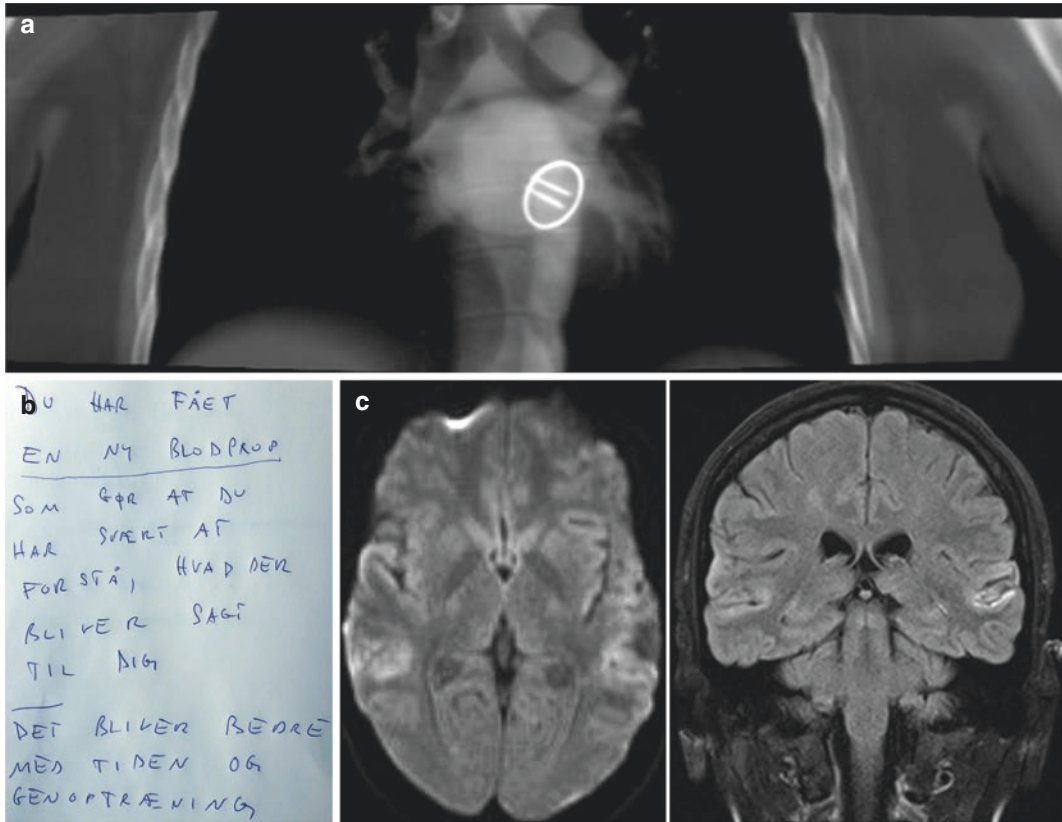 a
b
DU HAR FÅET
EN NY BLODPROP
SOM GØR AT DU
HAR SVÆRT AT
FORSTÅ, HVAD DER
BLIVER SAGT
TIL DIG
DET BLIVER BEDRE
MED TIDEN OG
GENOPTRÆNING
c